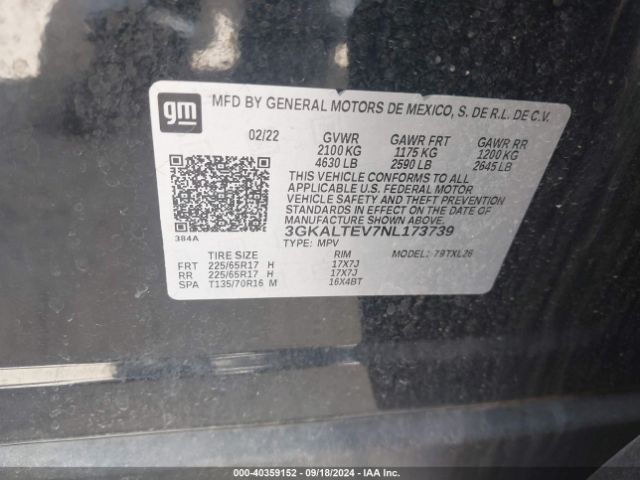 gm
MFD BY GENERAL MOTORS DE MEXICO, S. DE R.L. DE C.V.
02/22 GVWR GAWR FRT GAWR RR
2100 KG 1175 KG 1200 KG
4630 LB 2590 LB 2645 LB
THIS VEHICLE CONFORMS TO ALL
APPLICABLE U.S. FEDERAL MOTOR
VEHICLE SAFETY AND THEFT
PREVENTION STANDARDS IN
EFFECT ON THE DATE OF
MANUFACTURE SHOWN ABOVE.
384A
3GKALTEV7NL173739
TYPE: MPV MODEL: 79TXL26
TIRE SIZE RIM
FRT 225/65R17 H 17X7J
RR 225/65R17 H 17X7J
SPA T135/70R16 M 16X4BT
000-40359152 - 09/18/2024 - IAA Inc.